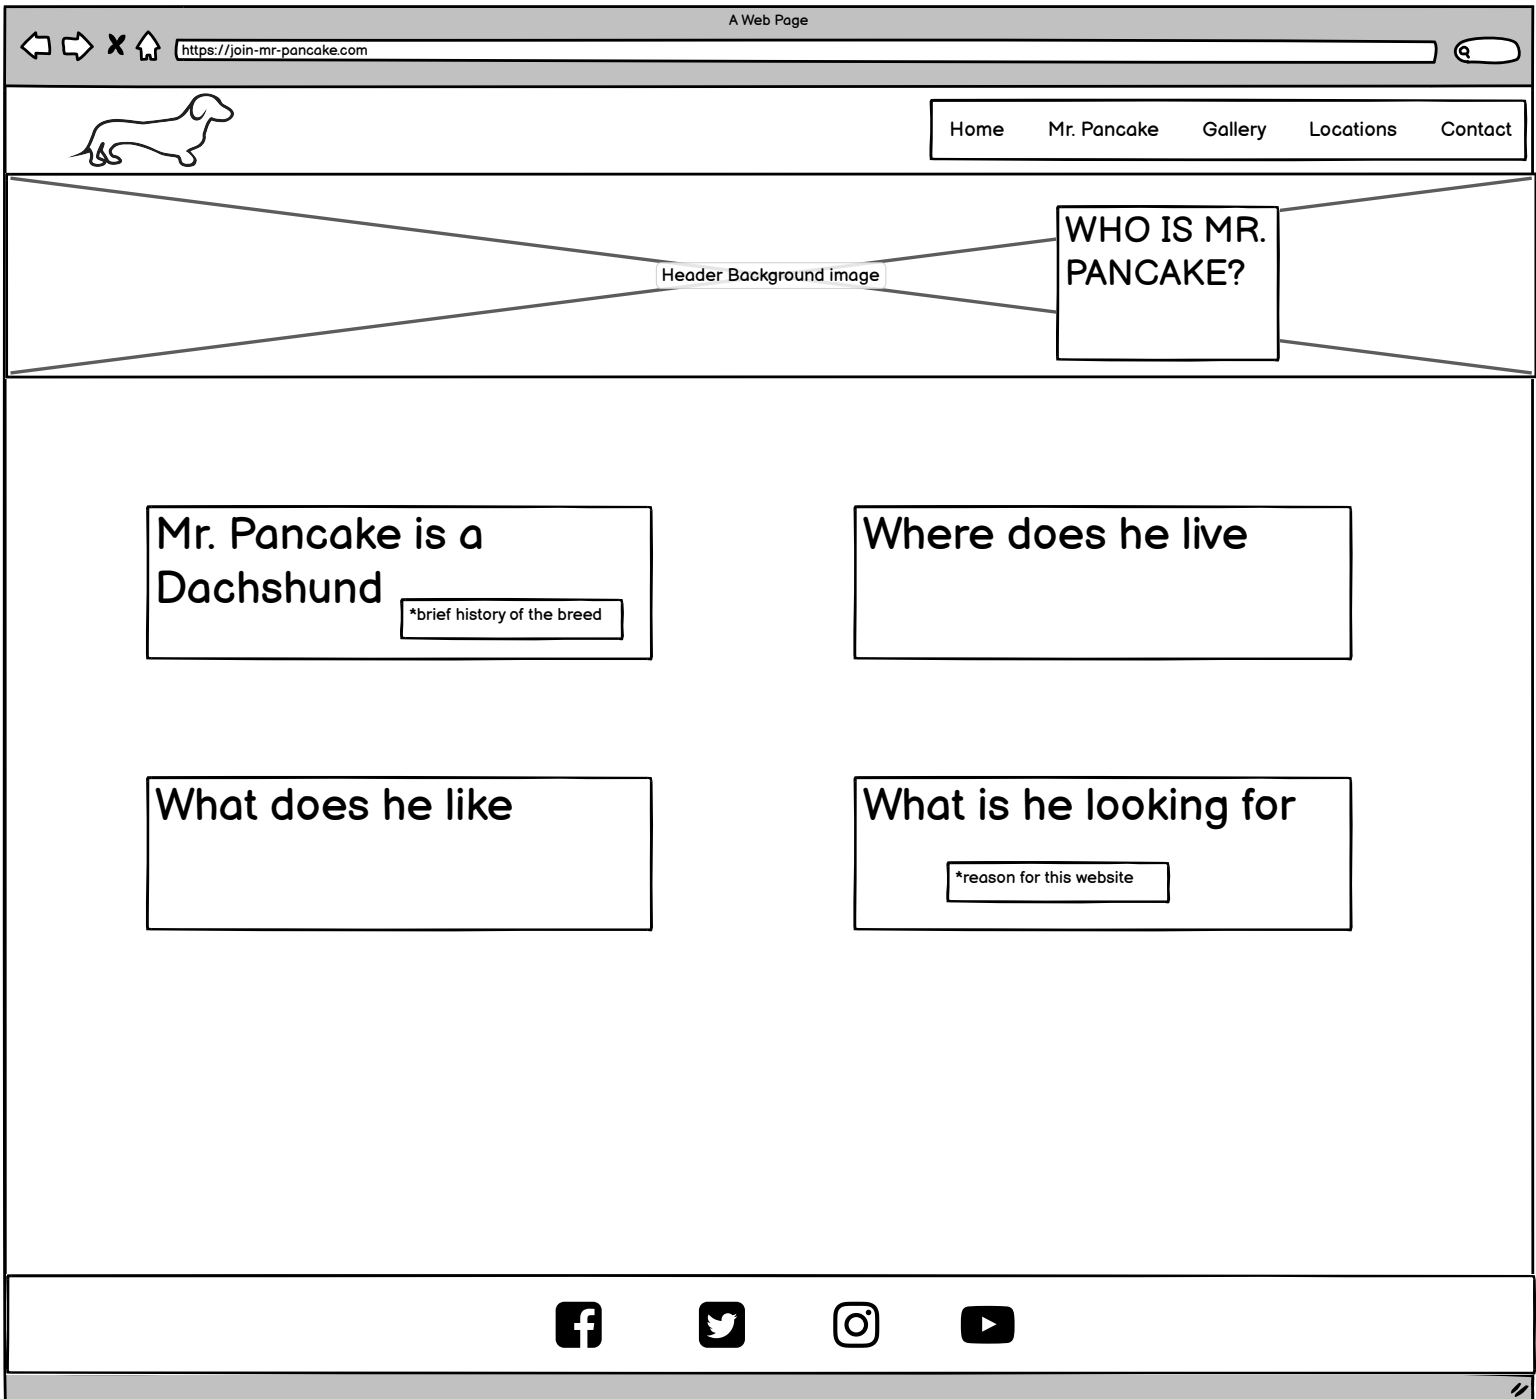 A Web Page
https://join-mr-pancake.com
Home Mr. Pancake Gallery Locations Contact
WHO IS MR.
PANCAKE?
Header Background image
Mr. Pancake is a
Dachshund
*brief history of the breed
Where does he live
What does he like
What is he looking for
*reason for this website